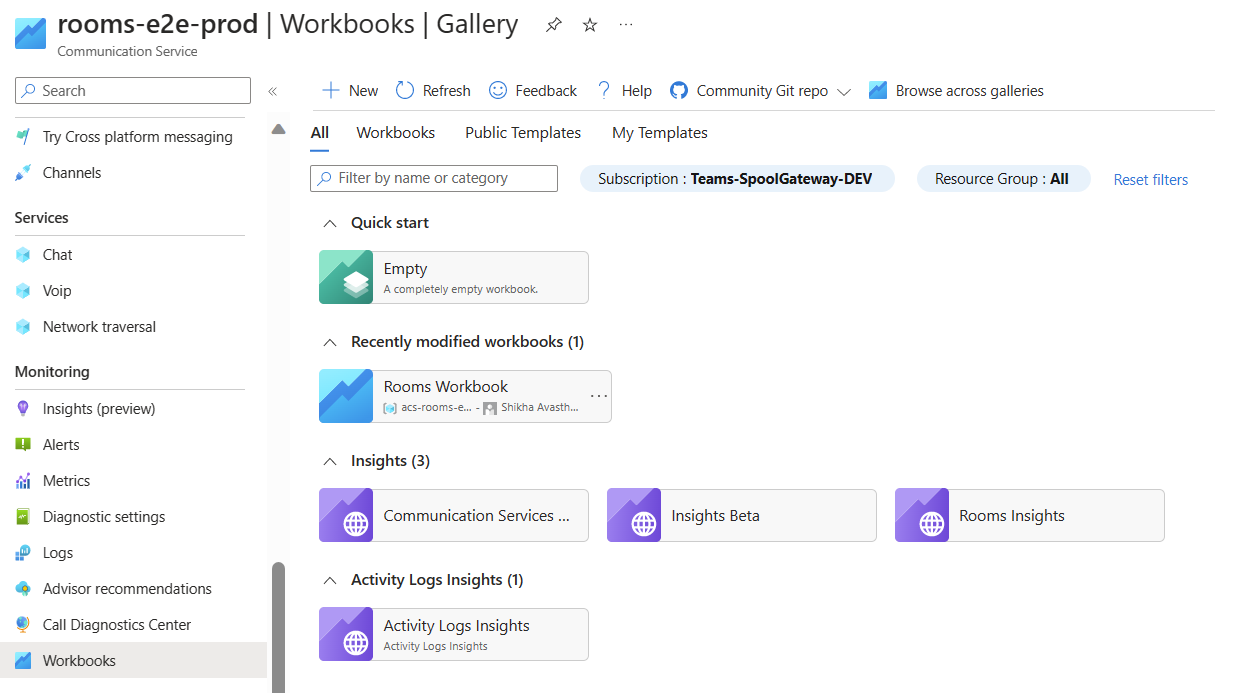 rooms-e2e-prod | Workbooks | Gallery
Communication Service
Search
Try Cross platform messaging
Channels
Services
Chat
Voip
Network traversal
Monitoring
Insights (preview)
Alerts
Metrics
Diagnostic settings
Logs
Advisor recommendations
Call Diagnostics Center
Workbooks
New Refresh Feedback Help Community Git repo Browse across galleries
All Workbooks Public Templates My Templates
Filter by name or category Subscription : Teams-SpoolGateway-DEV Resource Group : All Reset filters
Quick start
Empty
A completely empty workbook.
Recently modified workbooks (1)
Rooms Workbook
acs-rooms-e... - Shikha Avasth...
Insights (3)
Communication Services ... Insights Beta Rooms Insights
Activity Logs Insights (1)
Activity Logs Insights
Activity Logs Insights